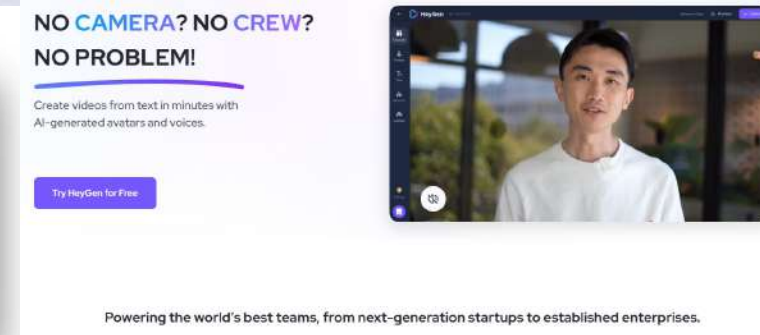 NO CAMERA? NO CREW?
NO PROBLEM!
Create videos from text in minutes with
AI-generated avatars and voices.
Try HeyGen for Free
HeyGen
Powering the world's best teams, from next-generation startups to established enterprises.